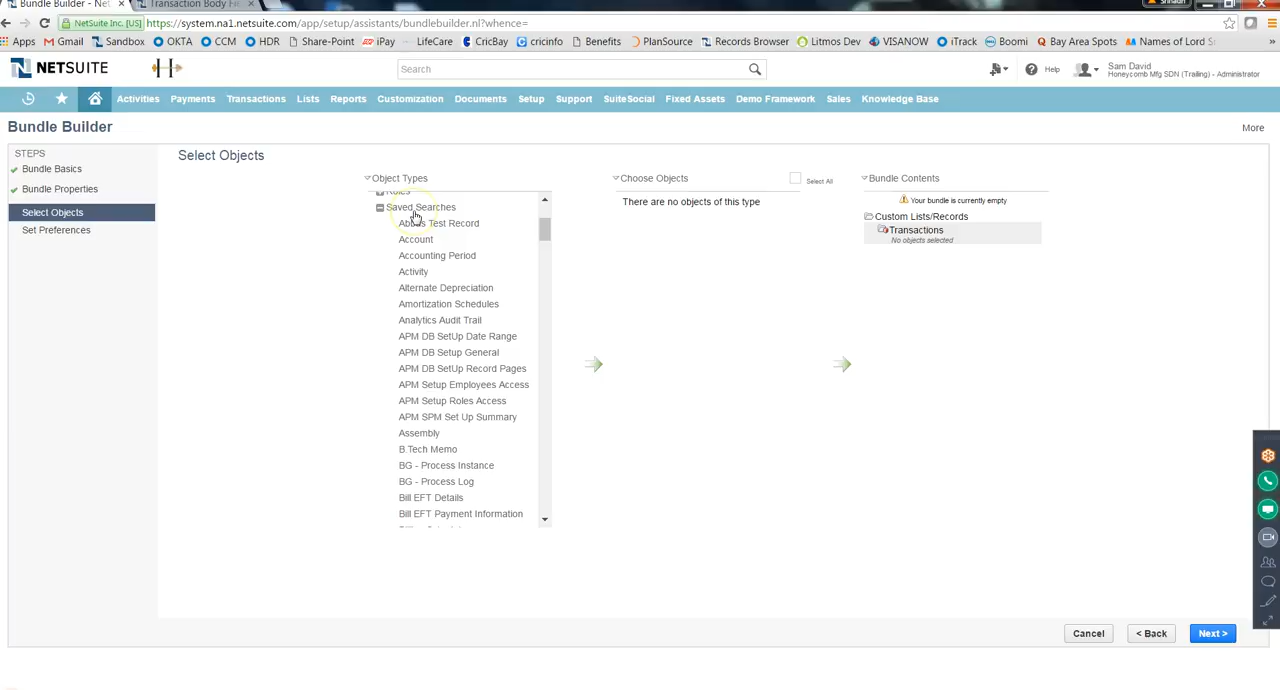 Bundle Builder - Net
Transaction Body Fi
NetSuite Inc. [US]
https://system.na1.netsuite.com/app/setup/assistants/bundlebuilder.nl?whence=
Apps Gmail Sandbox OKTA CCM HDR Share-Point iPay LifeCare CricBay cricinfo Benefits PlanSource Records Browser Litmos Dev VISANOW iTrack Boomi Bay Area Spots Names of Lord
NETSUITE
Search
Help
Sam David
Honeycomb Mfg SDN (Trailing) - Administrator
Activities Payments Transactions Lists Reports Customization Documents Setup Support SuiteSocial Fixed Assets Demo Framework Sales Knowledge Base
Bundle Builder
More
STEPS
Bundle Basics
Bundle Properties
Select Objects
Set Preferences
Select Objects
Object Types
Roles
Saved Searches
Abbas Test Record
Account
Accounting Period
Activity
Alternate Depreciation
Amortization Schedules
Analytics Audit Trail
APM DB SetUp Date Range
APM DB Setup General
APM DB SetUp Record Pages
APM Setup Employees Access
APM Setup Roles Access
APM SPM Set Up Summary
Assembly
B.Tech Memo
BG - Process Instance
BG - Process Log
Bill EFT Details
Bill EFT Payment Information
Choose Objects
Select All
There are no objects of this type
Bundle Contents
Your bundle is currently empty
Custom Lists/Records
Transactions
No objects selected
Cancel
< Back
Next >